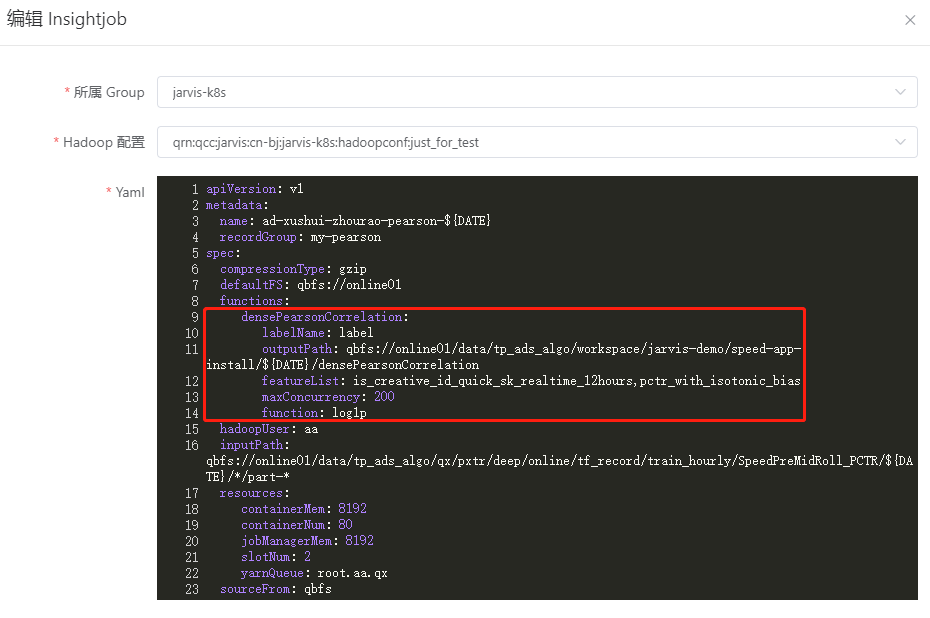 编辑 Insightjob
* 所属 Group
jarvis-k8s
* Hadoop 配置
qrn:qcc:jarvis:cn-bj:jarvis-k8s:hadoopconf:just_for_test
* Yaml
1 apiVersion: v1
2 metadata:
3 name: ad-xushui-zhourao-pearson-${DATE}
4 recordGroup: my-pearson
5 spec:
6 compressionType: gzip
7 defaultFS: qbfs://online01
8 functions:
9 densePearsonCorrelation:
10 labelName: label
11 outputPath: qbfs://online01/data/tp_ads_algo/workspace/jarvis-demo/speed-app-
install/${DATE}/densePearsonCorrelation
12 featureList: is_creative_id_quick_sk_realtime_12hours,pctr_with_isotonic_bias
13 maxConcurrency: 200
14 function: log1p
15 hadoopUser: aa
16 inputPath:
qbfs://online01/data/tp_ads_algo/qx/pxtr/deep/online/tf_record/train_hourly/SpeedPreMidRoll_PCTR/${DA
TE}/*/part-*
17 resources:
18 containerMem: 8192
19 containerNum: 80
20 jobManagerMem: 8192
21 slotNum: 2
22 yarnQueue: root.aa.qx
23 sourceFrom: qbfs